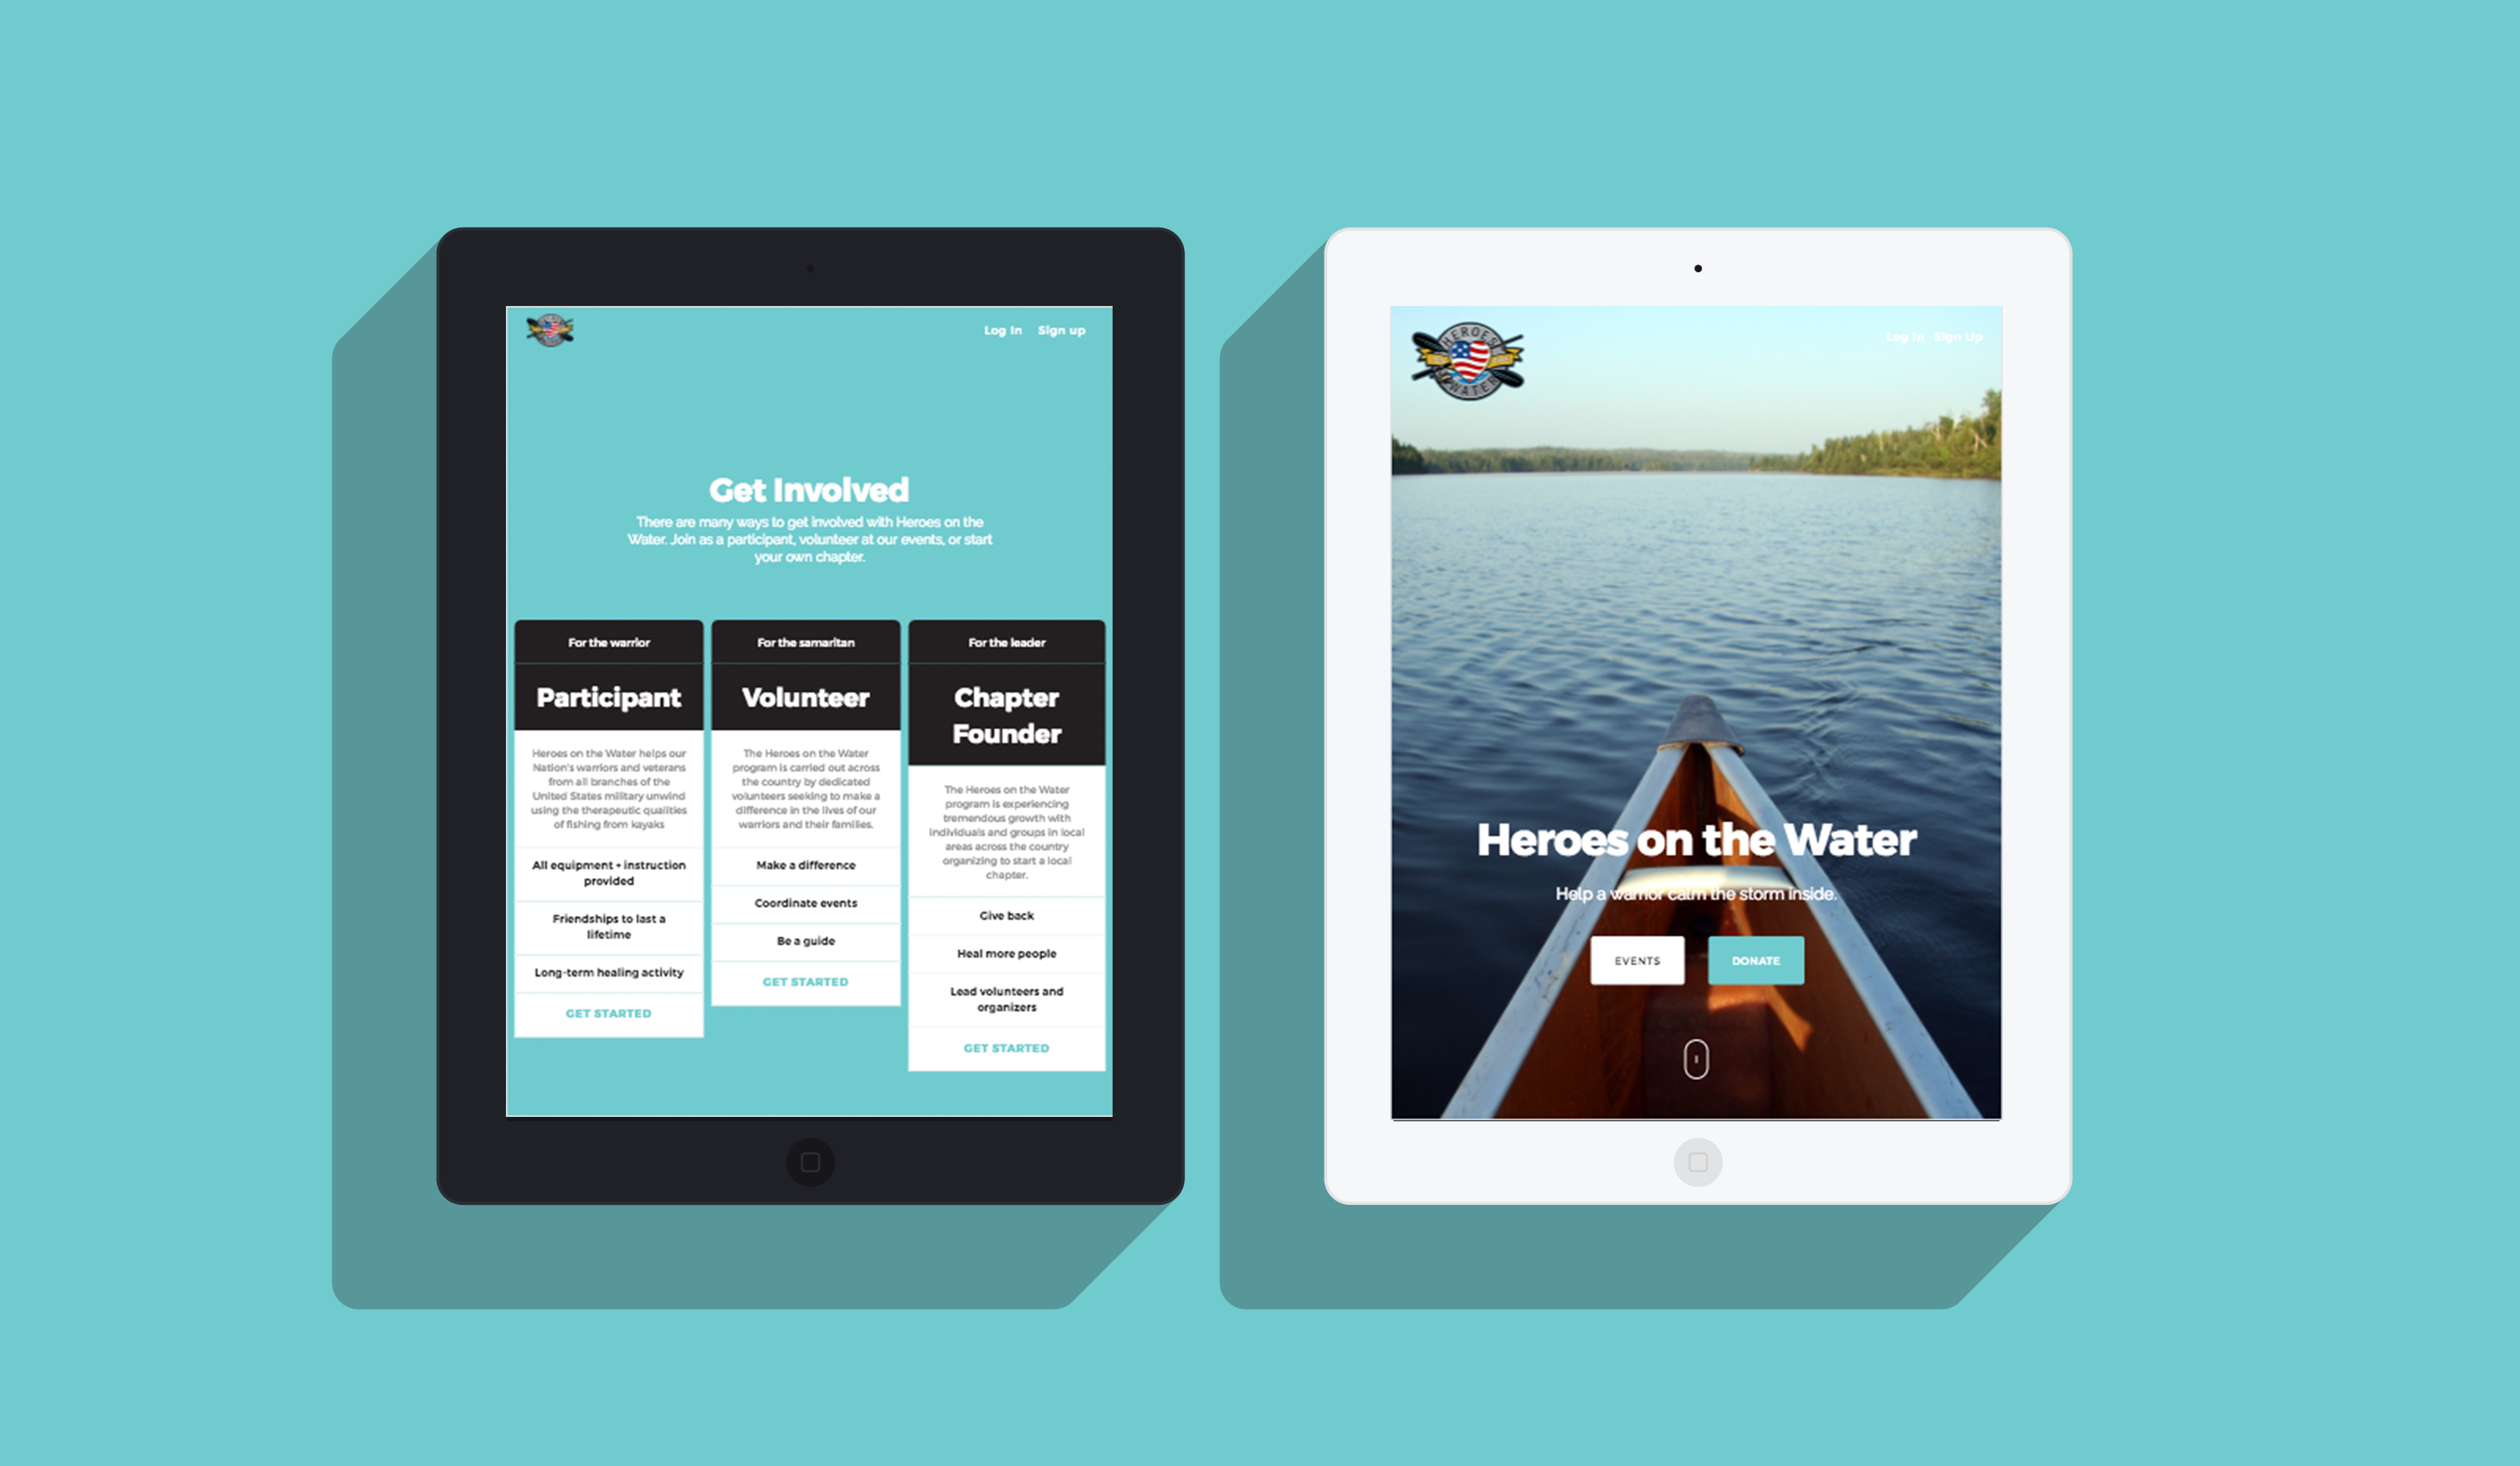 Log In Sign up
Get Involved
There are many ways to get involved with Heroes on the
Water. Join as a participant, volunteer at our events, or start
your own chapter.
For the warrior
Participant
Heroes on the Water helps our
Nation's warriors and veterans
from all branches of the
United States military unwind
using the therapeutic qualities
of fishing from kayaks
All equipment + instruction
provided
Friendships to last a
lifetime
Long-term healing activity
GET STARTED
For the samaritan
Volunteer
The Heroes on the Water
program is carried out across
the country by dedicated
volunteers seeking to make a
difference in the lives of our
warriors and their families.
Make a difference
Coordinate events
Be a guide
GET STARTED
For the leader
Chapter
Founder
The Heroes on the Water
program is experiencing
tremendous growth with
individuals and groups in local
areas across the country
organizing to start a local
chapter.
Give back
Heal more people
Lead volunteers and
organizers
GET STARTED
HEROES
WATER
Log In Sign Up
Heroes on the Water
Help a warrior calm the storm inside.
EVENTS DONATE